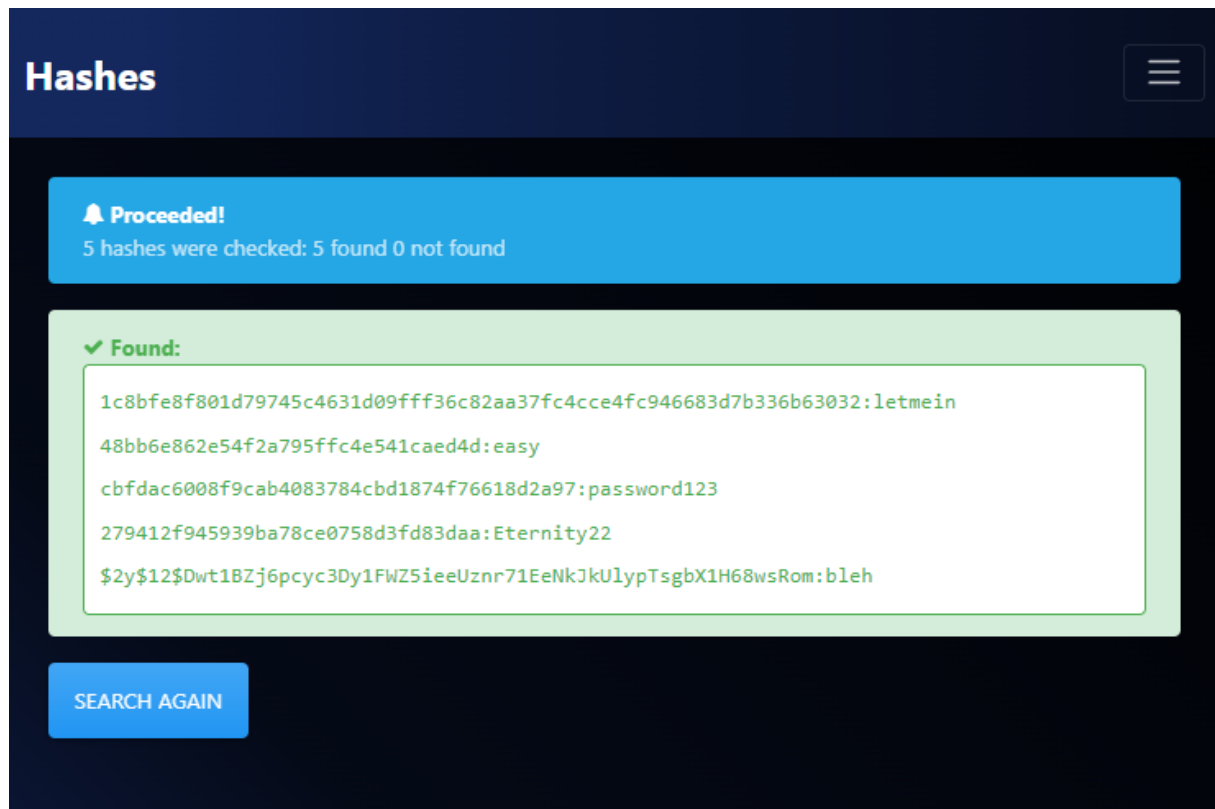 Hashes
Proceeded!
5 hashes were checked: 5 found 0 not found
Found:
1c8bfe8f801d79745c4631d09fff36c82aa37fc4cce4fc946683d7b336b63032:letmein
48bb6e862e54f2a795ffc4e541caed4d:easy
cbfdac6008f9cab4083784cbd1874f76618d2a97:password123
279412f945939ba78ce0758d3fd83daa:Eternity22
$2y$12$Dwt1BZj6pcyc3Dy1FWZ5ieeUznr71EeNkJkUlypTsgbX1H68wsRom:bleh
SEARCH AGAIN